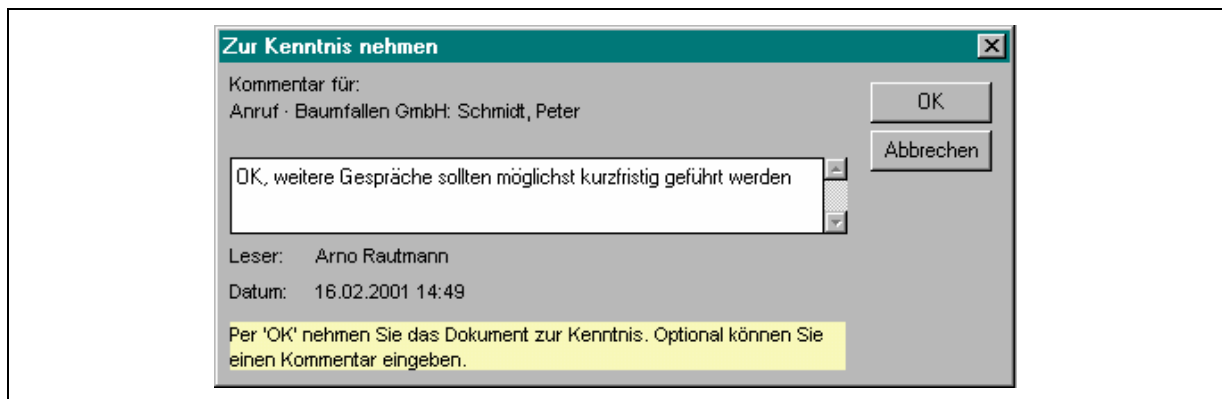 Zur Kenntnis nehmen
Kommentar für:
Anruf · Baumfallen GmbH: Schmidt, Peter
OK
Abbrechen
OK, weitere Gespräche sollten möglichst kurzfristig geführt werden
Leser: Arno Rautmann
Datum: 16.02.2001 14:49
Per 'OK' nehmen Sie das Dokument zur Kenntnis. Optional können Sie
einen Kommentar eingeben.